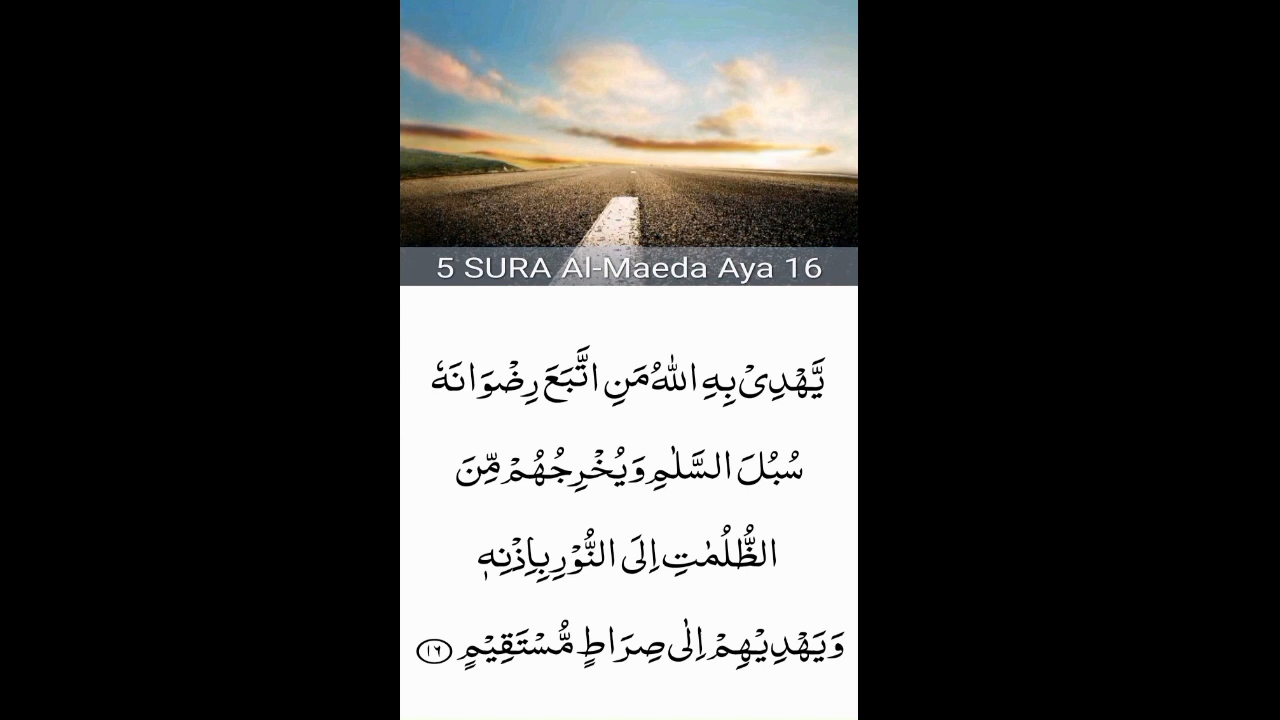 5 SURA Al-Maeda Aya 16
يَّهْدِىْ بِهِ اللّٰهُ مَنِ اتَّبَعَ رِضْوَانَهٗ
سُبُلَ السَّلٰمِ وَيُخْرِجُهُمْ مِّنَ
الظُّلُمٰتِ اِلَى النُّوْرِ بِاِذْنِهٖ
وَيَهْدِيْهِمْ اِلٰى صِرَاطٍ مُّسْتَقِيْمٍ ١٦